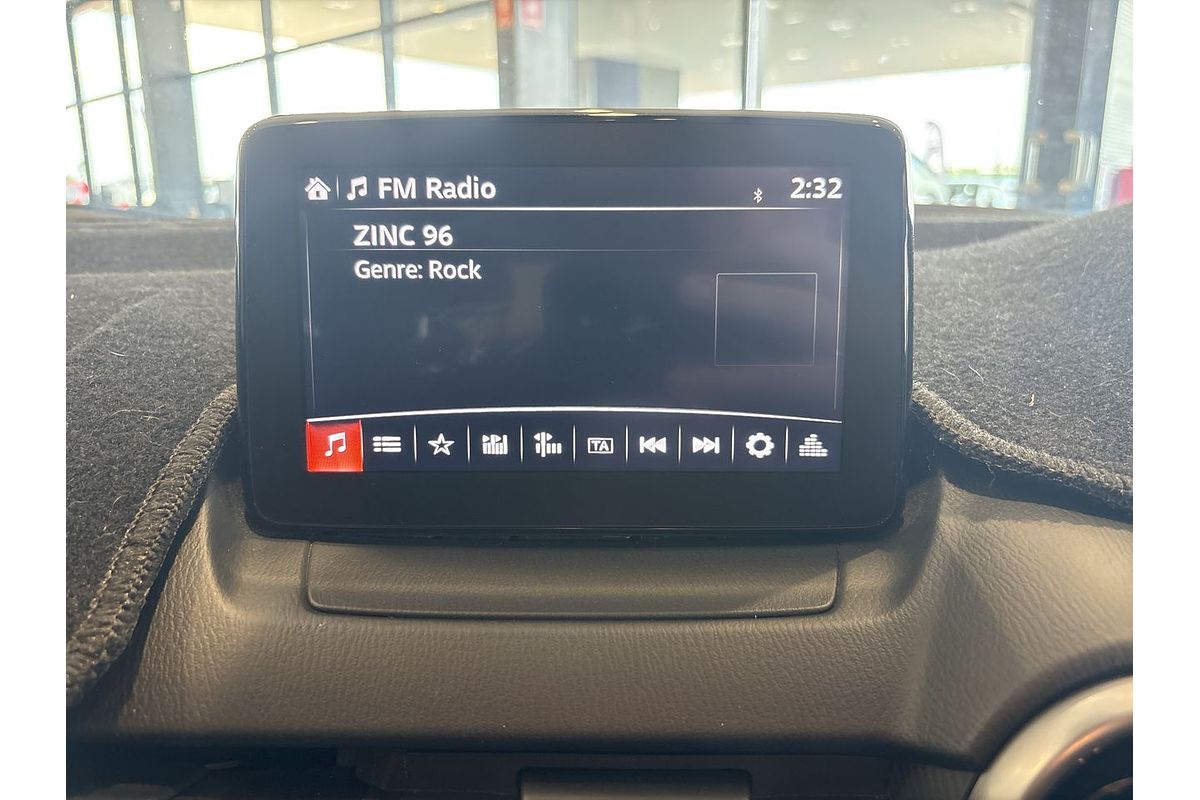 FM Radio 2:32
ZINC 96
Genre: Rock
TA